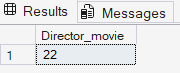 Results Messages
Director_movie
1 22